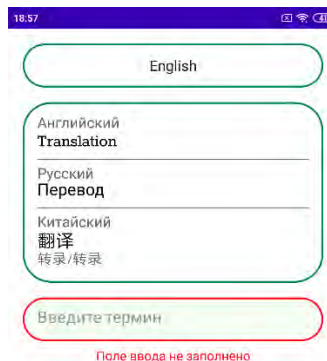 18:57
English
Английский
Translation
Русский
Перевод
Китайский
翻译
转录/转录
Введите термин
Поле ввода не заполнено